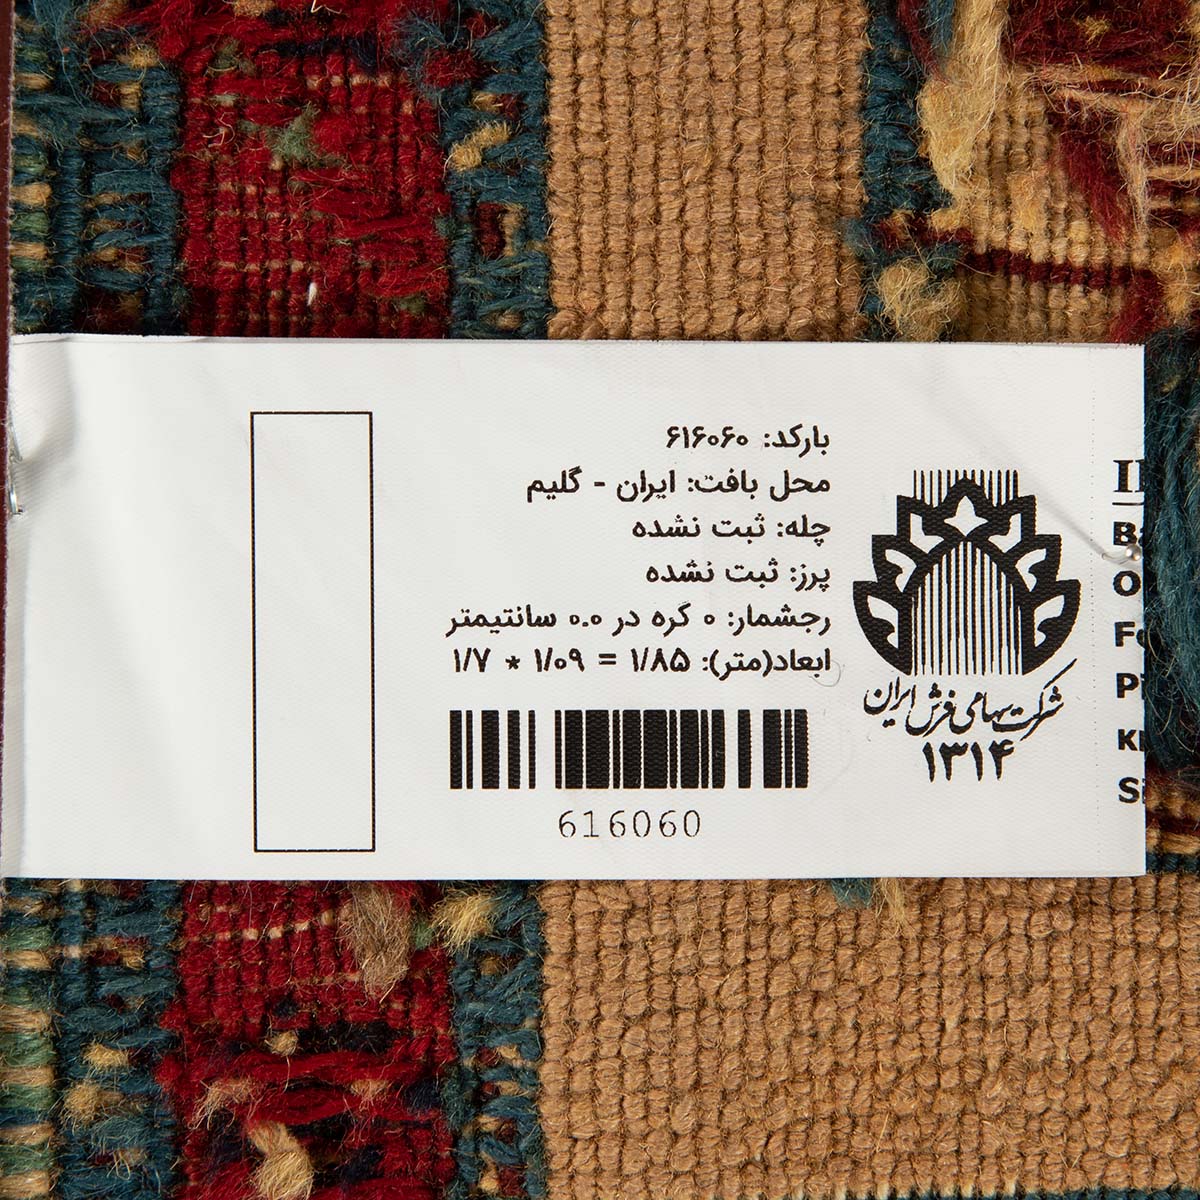 بارکد: ۶۱۶۰۶۰
محل بافت: ایران - گلیم
چله: ثبت نشده
پرز: ثبت نشده
رجشمار: ۰ گره در ۰.۰ سانتیمتر
ابعاد(متر): ۱/۸۵ = ۱/۰۹ * ۱/۷
616060
شرکت سهامی فرش ایران
۱۳۱۴